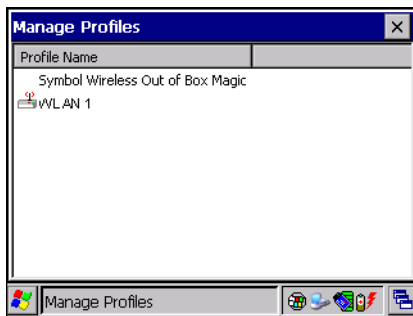 Manage Profiles
Profile Name
Symbol Wireless Out of Box Magic
WLAN 1
Manage Profiles